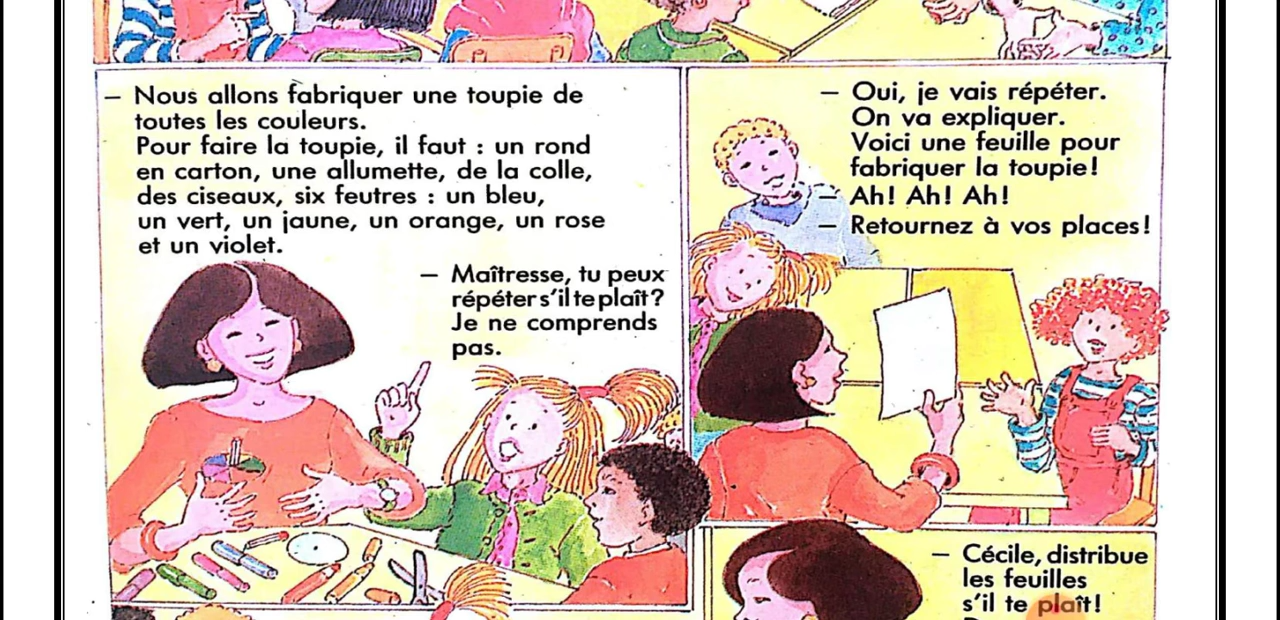 – Nous allons fabriquer une toupie de
toutes les couleurs.
Pour faire la toupie, il faut : un rond
en carton, une allumette, de la colle,
des ciseaux, six feutres : un bleu,
un vert, un jaune, un orange, un rose
et un violet.
– Maîtresse, tu peux
répéter s'il te plaît ?
Je ne comprends
pas.
– Oui, je vais répéter.
On va expliquer.
Voici une feuille pour
fabriquer la toupie !
– Ah ! Ah ! Ah !
– Retournez à vos places !
– Cécile, distribue
les feuilles
s'il te plaît !